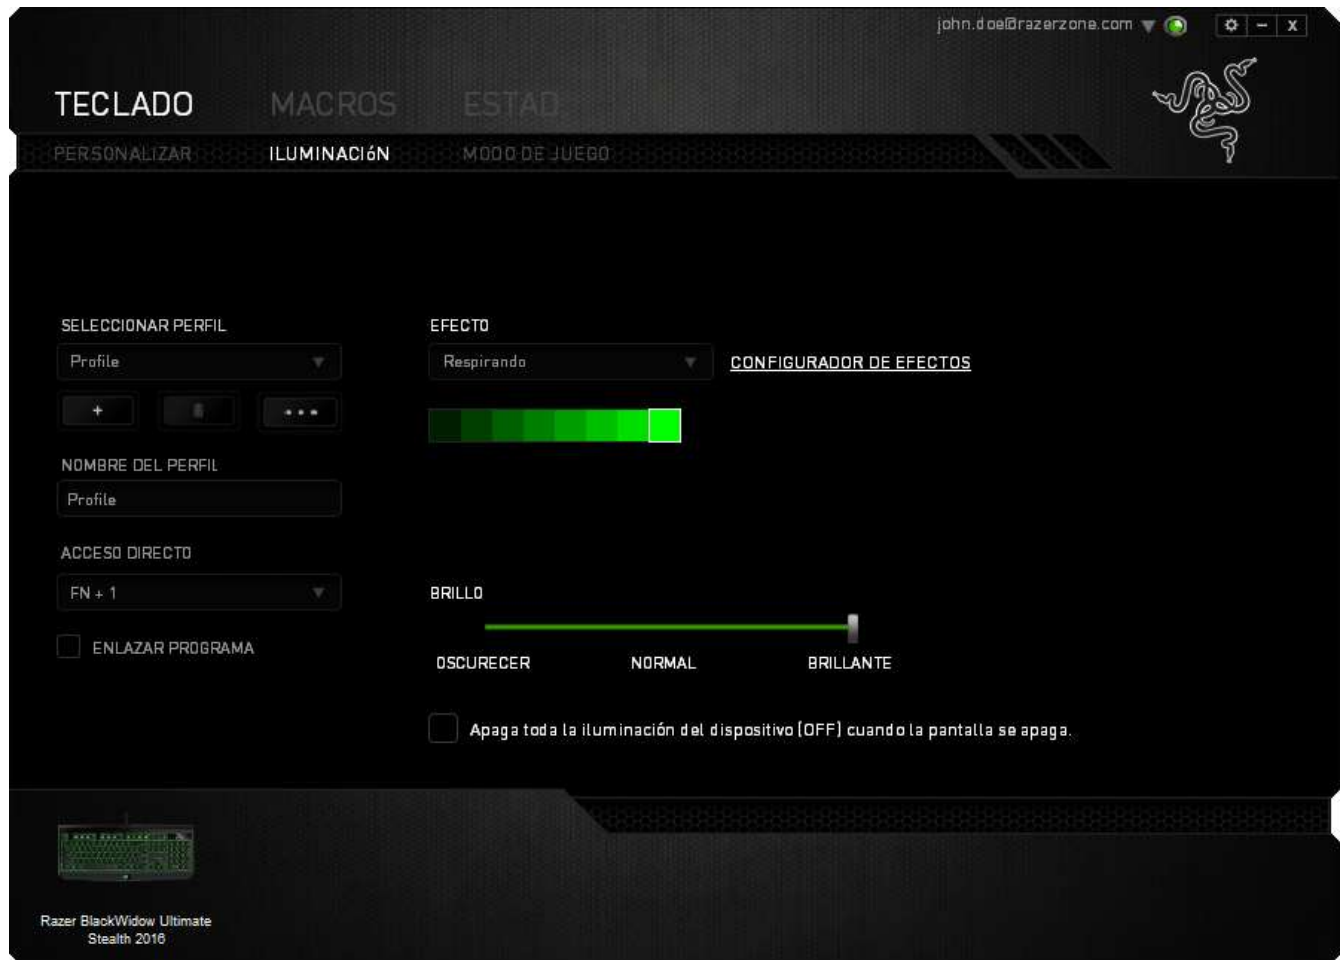 john.doe@razerzone.com
TECLADO MACROS ESTAD
PERSONALIZAR ILUMINACIóN MODO DE JUEGO
SELECCIONAR PERFIL
Profile
NOMBRE DEL PERFIL
Profile
ACCESO DIRECTO
FN + 1
ENLAZAR PROGRAMA
EFECTO
Respirando
CONFIGURADOR DE EFECTOS
BRILLO
OSCURECER NORMAL BRILLANTE
Apaga toda la iluminación del dispositivo (OFF) cuando la pantalla se apaga.
Razer BlackWidow Ultimate
Stealth 2016